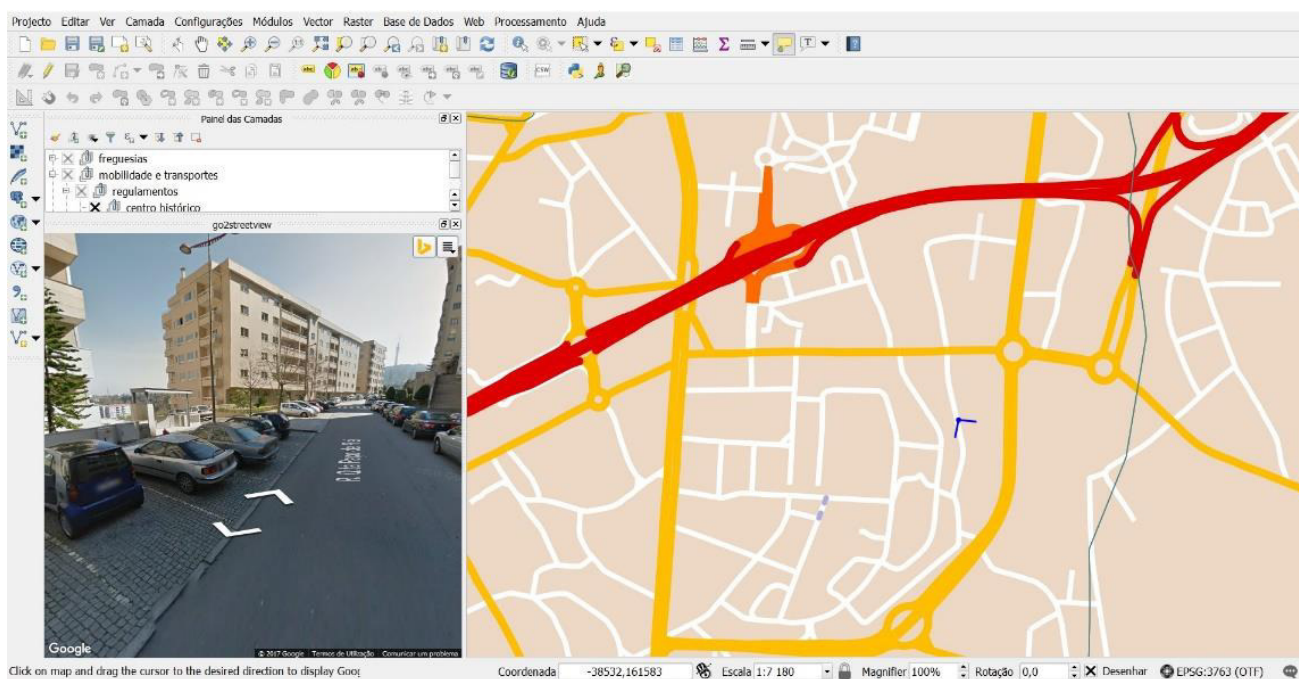 Projecto Editar Ver Camada Configurações Módulos Vector Raster Base de Dados Web Processamento Ajuda
Painel das Camadas
freguesias
mobilidade e transportes
regulamentos
centro histórico
go2streetview
Google
© 2017 Google Termos de Utilização Comunicar um problema
Click on map and drag the cursor to the desired direction to display Goog
Coordenada -38532,161583 Escala 1:7 180 Magnifier 100% Rotação 0,0 Desenhar EPSG:3763 (OTF)